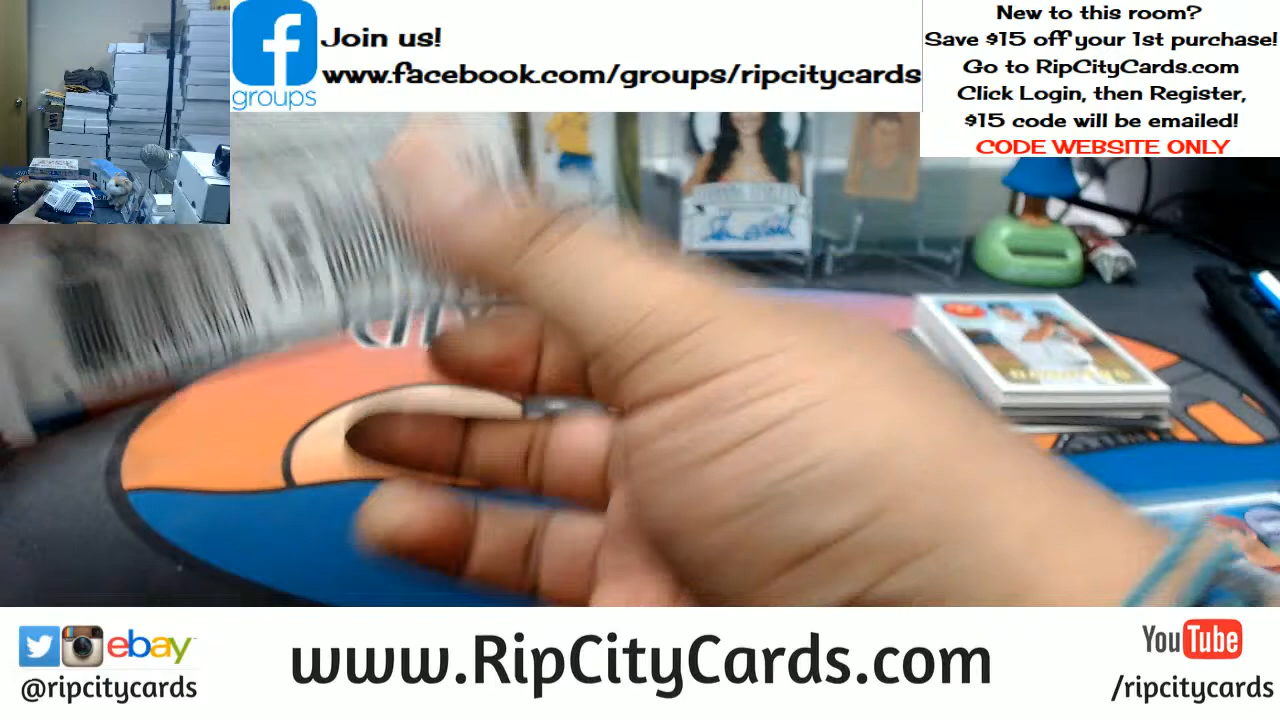 groups
Join us!
www.facebook.com/groups/ripcitycards
New to this room?
Save $15 off your 1st purchase!
Go to RipCityCards.com
Click Login, then Register,
$15 code will be emailed!
CODE WEBSITE ONLY
ebay
@ripcitycards
www.RipCityCards.com
YouTube
/ripcitycards